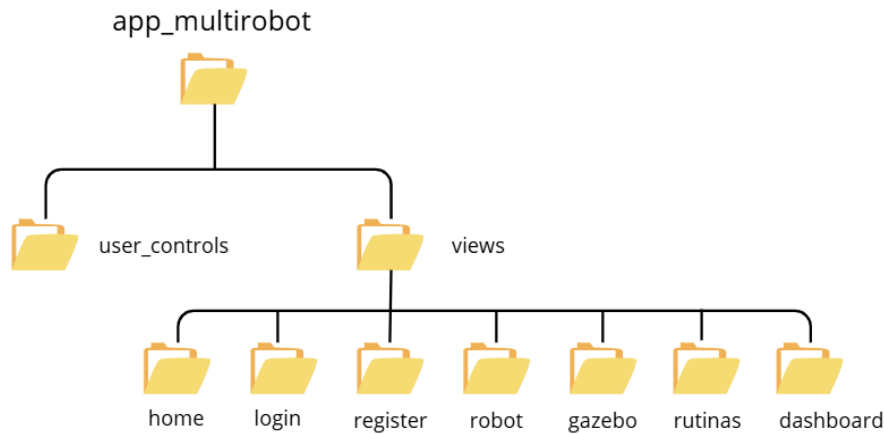 app_multirobot
user_controls
views
home
login
register
robot
gazebo
rutinas
dashboard